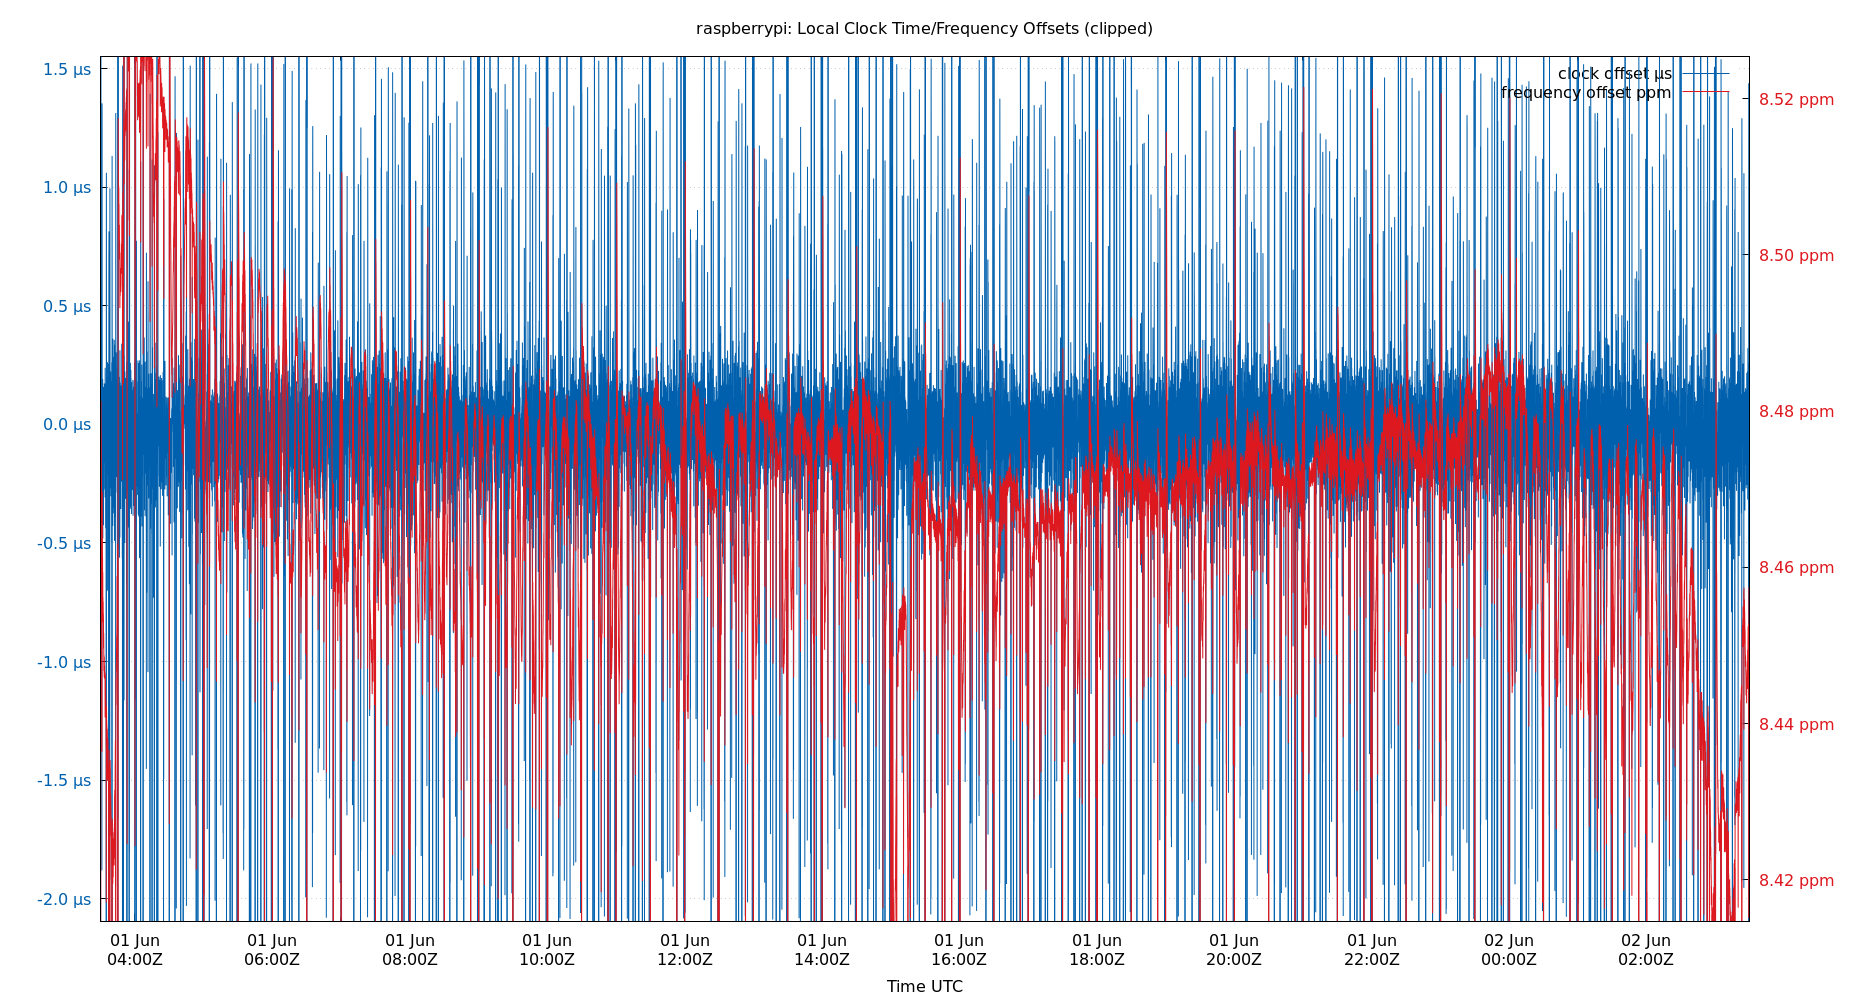 raspberrypi: Local Clock Time/Frequency Offsets (clipped)
clock offset µs
frequency offset ppm
1.5 µs
1.0 µs
0.5 µs
0.0 µs
-0.5 µs
-1.0 µs
-1.5 µs
-2.0 µs
8.52 ppm
8.50 ppm
8.48 ppm
8.46 ppm
8.44 ppm
8.42 ppm
01 Jun 01 Jun 01 Jun 01 Jun 01 Jun 01 Jun 01 Jun 01 Jun 01 Jun 01 Jun 02 Jun 02 Jun
04:00Z 06:00Z 08:00Z 10:00Z 12:00Z 14:00Z 16:00Z 18:00Z 20:00Z 22:00Z 00:00Z 02:00Z
Time UTC